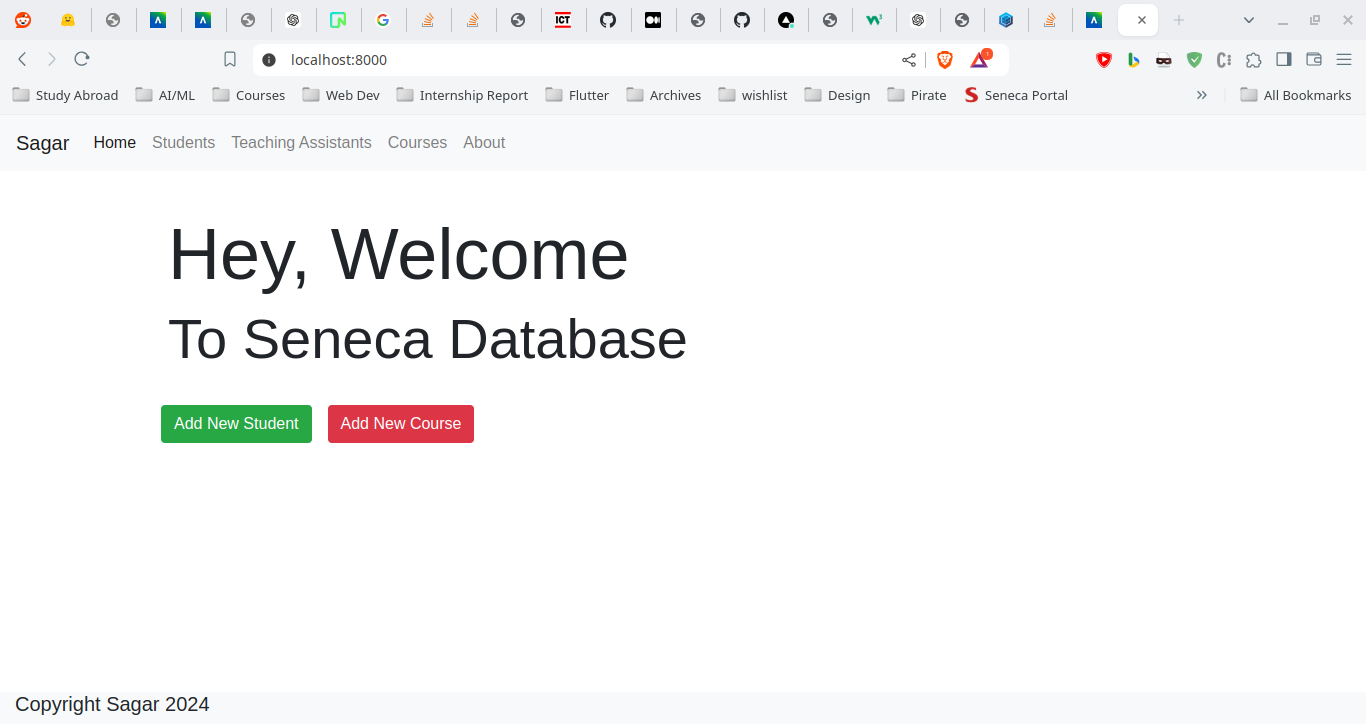 ICT
localhost:8000
1
Study Abroad AI/ML Courses Web Dev Internship Report Flutter Archives wishlist Design Pirate Seneca Portal » All Bookmarks
Sagar Home Students Teaching Assistants Courses About
Hey, Welcome
To Seneca Database
Add New Student Add New Course
Copyright Sagar 2024